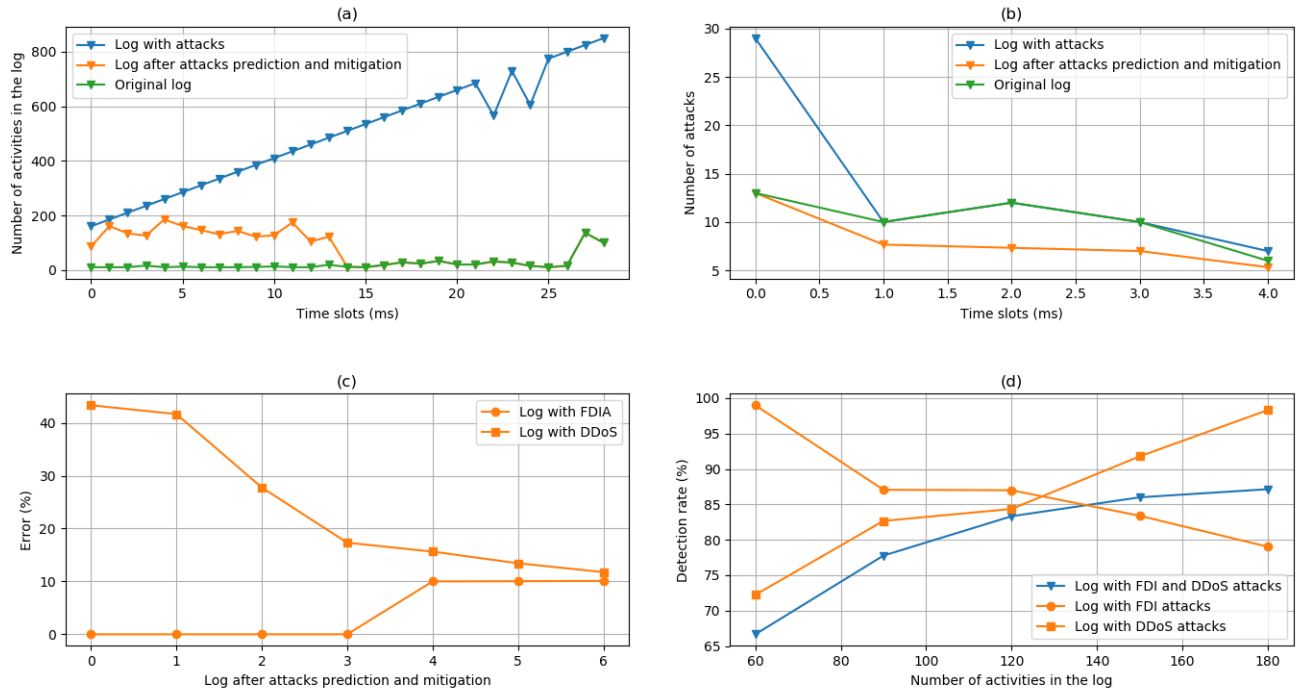 (a)
Number of activities in the log
800
600
400
200
0
Log with attacks
Log after attacks prediction and mitigation
Original log
0 5 10 15 20 25
Time slots (ms)
(b)
Number of attacks
30
25
20
15
10
5
Log with attacks
Log after attacks prediction and mitigation
Original log
0.0 0.5 1.0 1.5 2.0 2.5 3.0 3.5 4.0
Time slots (ms)
(c)
Error (%)
40
30
20
10
0
Log with FDIA
Log with DDoS
0 1 2 3 4 5 6
Log after attacks prediction and mitigation
(d)
Detection rate (%)
100
95
90
85
80
75
70
65
Log with FDI and DDoS attacks
Log with FDI attacks
Log with DDoS attacks
60 80 100 120 140 160 180
Number of activities in the log